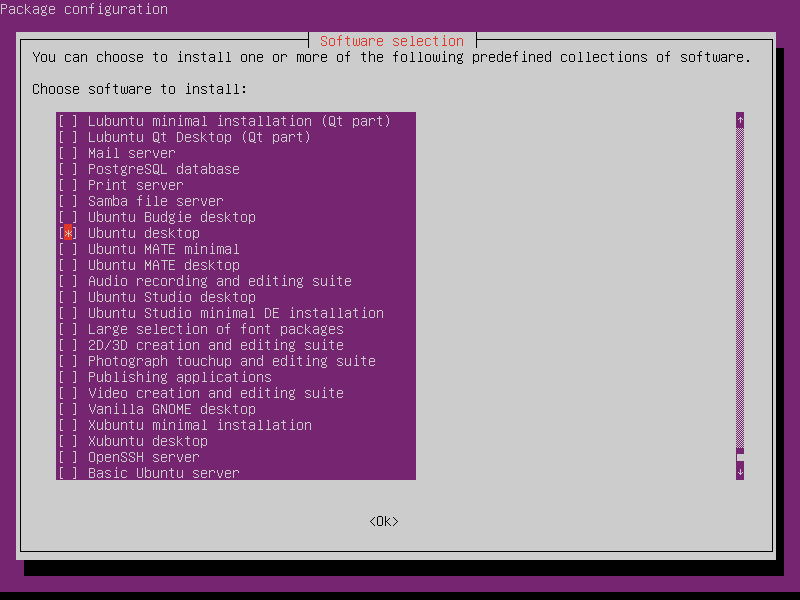 Package configuration
Software selection
You can choose to install one or more of the following predefined collections of software.
Choose software to install:
[ ] Lubuntu minimal installation (Qt part)
[ ] Lubuntu Qt Desktop (Qt part)
[ ] Mail server
[ ] PostgreSQL database
[ ] Print server
[ ] Samba file server
[ ] Ubuntu Budgie desktop
[*] Ubuntu desktop
[ ] Ubuntu MATE minimal
[ ] Ubuntu MATE desktop
[ ] Audio recording and editing suite
[ ] Ubuntu Studio desktop
[ ] Ubuntu Studio minimal DE installation
[ ] Large selection of font packages
[ ] 2D/3D creation and editing suite
[ ] Photograph touchup and editing suite
[ ] Publishing applications
[ ] Video creation and editing suite
[ ] Vanilla GNOME desktop
[ ] Xubuntu minimal installation
[ ] Xubuntu desktop
[ ] OpenSSH server
[ ] Basic Ubuntu server
<Ok>